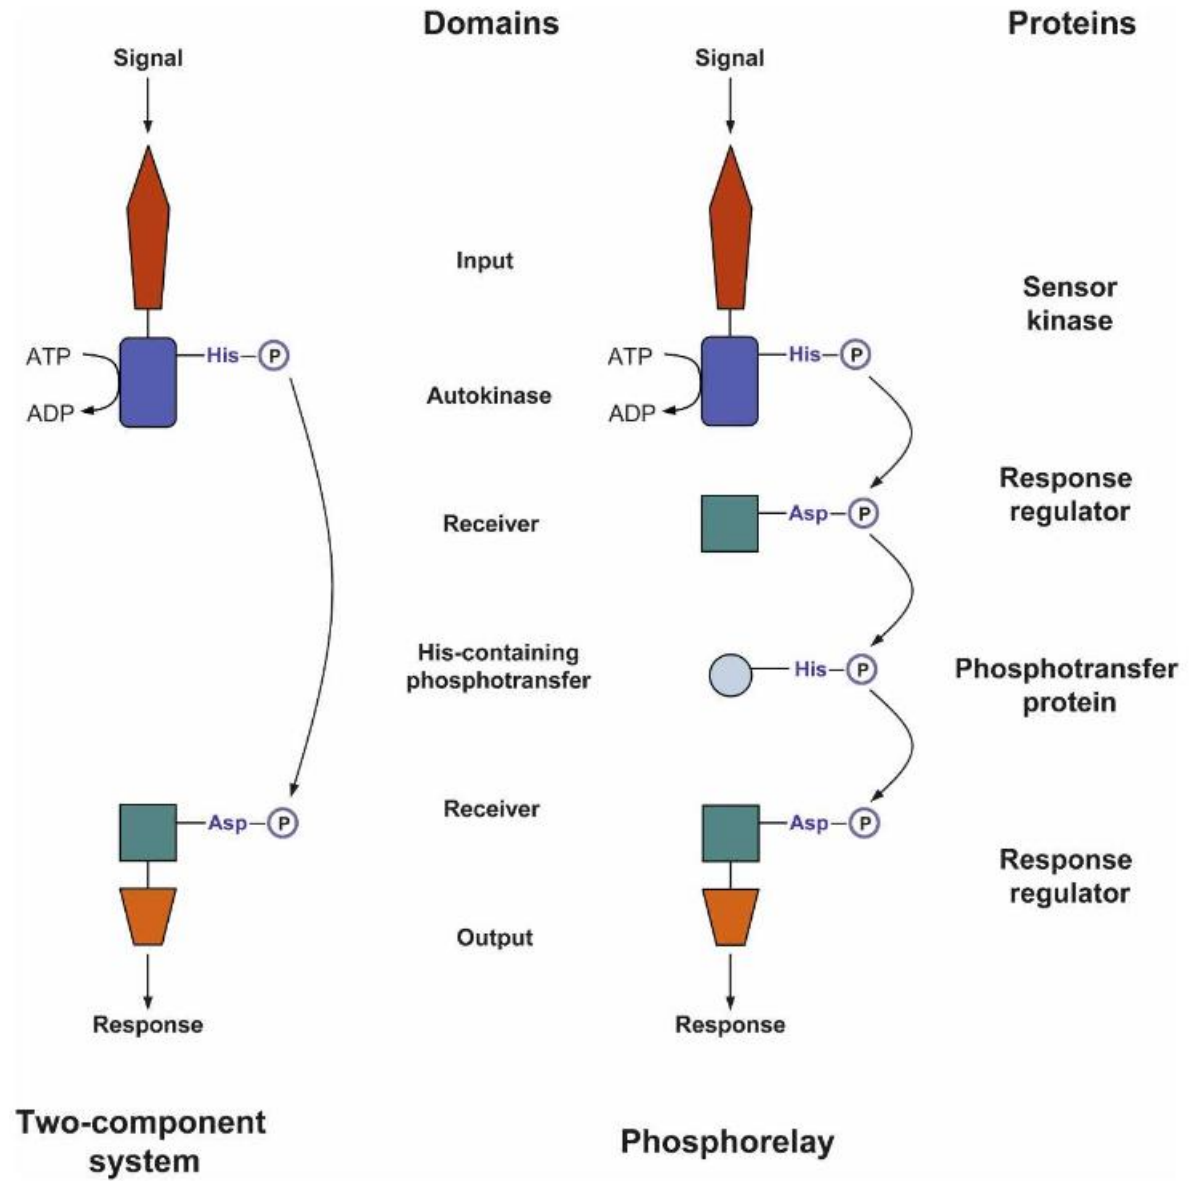 Domains
Proteins
Signal
Signal
Input
Sensor
kinase
ATP
His
P
ATP
His
P
Autokinase
ADP
ADP
Response
regulator
Receiver
Asp
P
His-containing
phosphotransfer
His
P
Phosphotransfer
protein
Receiver
Asp
P
Asp
P
Response
regulator
Output
Response
Response
Two-component
system
Phosphorelay